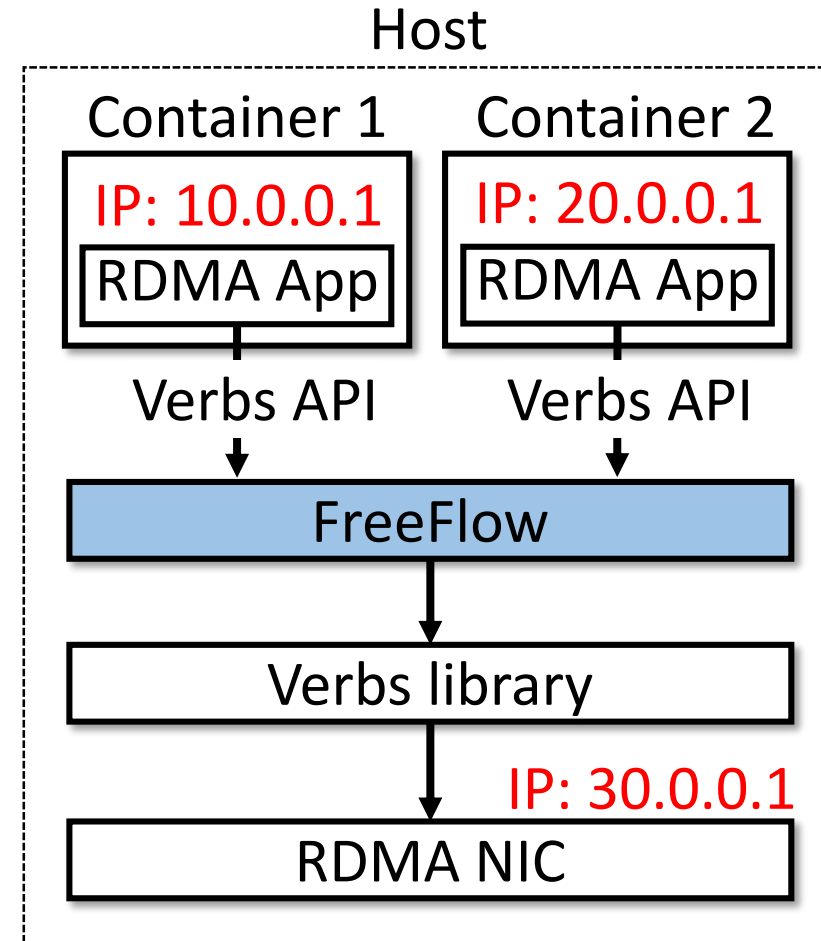 Host
Container 1
Container 2
IP: 10.0.0.1
IP: 20.0.0.1
RDMA App
RDMA App
Verbs API
Verbs API
FreeFlow
Verbs library
IP: 30.0.0.1
RDMA NIC